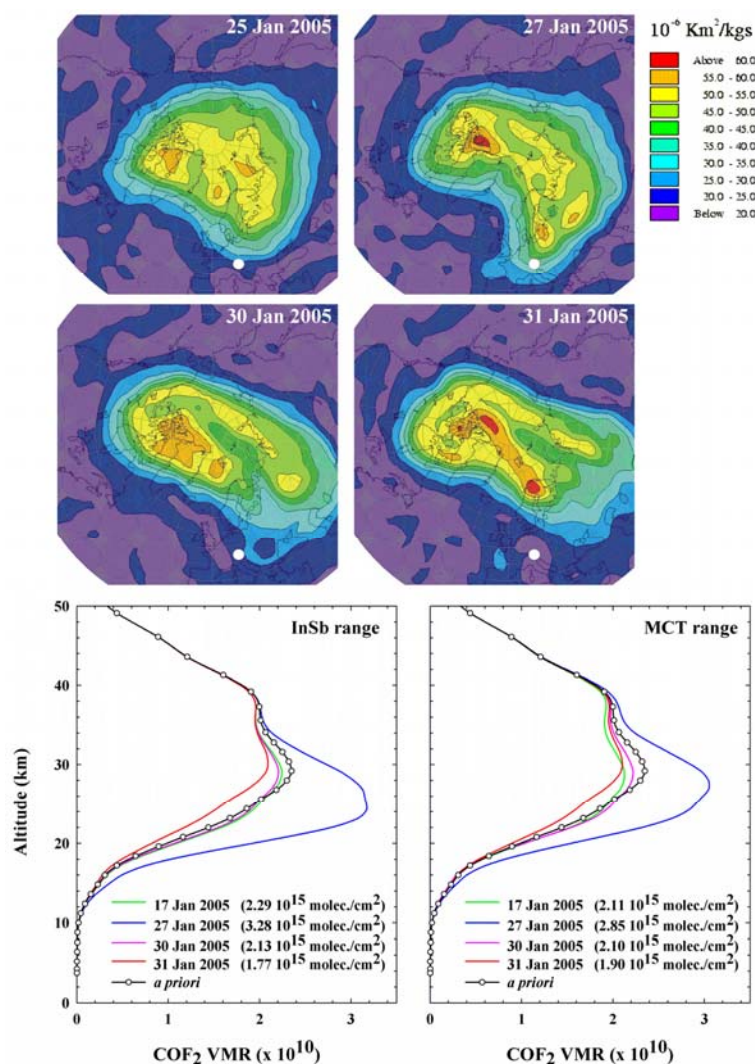 25 Jan 2005
27 Jan 2005
10⁻⁶ Km²/kgs
Above 60.0
55.0 - 60.0
50.0 - 55.0
45.0 - 50.0
40.0 - 45.0
35.0 - 40.0
30.0 - 35.0
25.0 - 30.0
20.0 - 25.0
Below 20.0
30 Jan 2005
31 Jan 2005
50
40
30
20
10
0
Altitude (km)
InSb range
17 Jan 2005 (2.29 10¹⁵ molec./cm²)
27 Jan 2005 (3.28 10¹⁵ molec./cm²)
30 Jan 2005 (2.13 10¹⁵ molec./cm²)
31 Jan 2005 (1.77 10¹⁵ molec./cm²)
a priori
0 1 2 3
COF₂ VMR (x 10¹⁰)
MCT range
17 Jan 2005 (2.11 10¹⁵ molec./cm²)
27 Jan 2005 (2.85 10¹⁵ molec./cm²)
30 Jan 2005 (2.10 10¹⁵ molec./cm²)
31 Jan 2005 (1.90 10¹⁵ molec./cm²)
a priori
0 1 2 3
COF₂ VMR (x 10¹⁰)